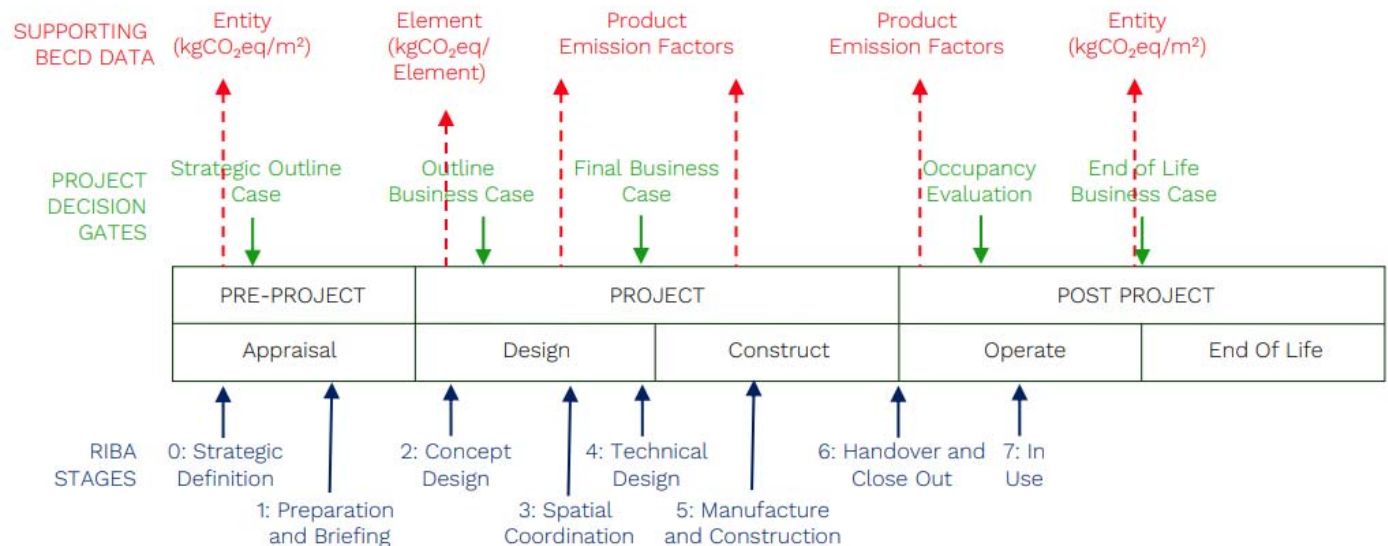 SUPPORTING
BECD DATA
Entity
(kgCO₂eq/m²)
Element
(kgCO₂eq/
Element)
Product
Emission Factors
Product
Emission Factors
Entity
(kgCO₂eq/m²)
PROJECT
DECISION
GATES
Strategic Outline
Case
Outline
Business Case
Final Business
Case
Occupancy
Evaluation
End of Life
Business Case
PRE-PROJECT
PROJECT
POST PROJECT
Appraisal
Design
Construct
Operate
End Of Life
RIBA
STAGES
0: Strategic
Definition
1: Preparation
and Briefing
2: Concept
Design
3: Spatial
Coordination
4: Technical
Design
5: Manufacture
and Construction
6: Handover and
Close Out
7: In
Use